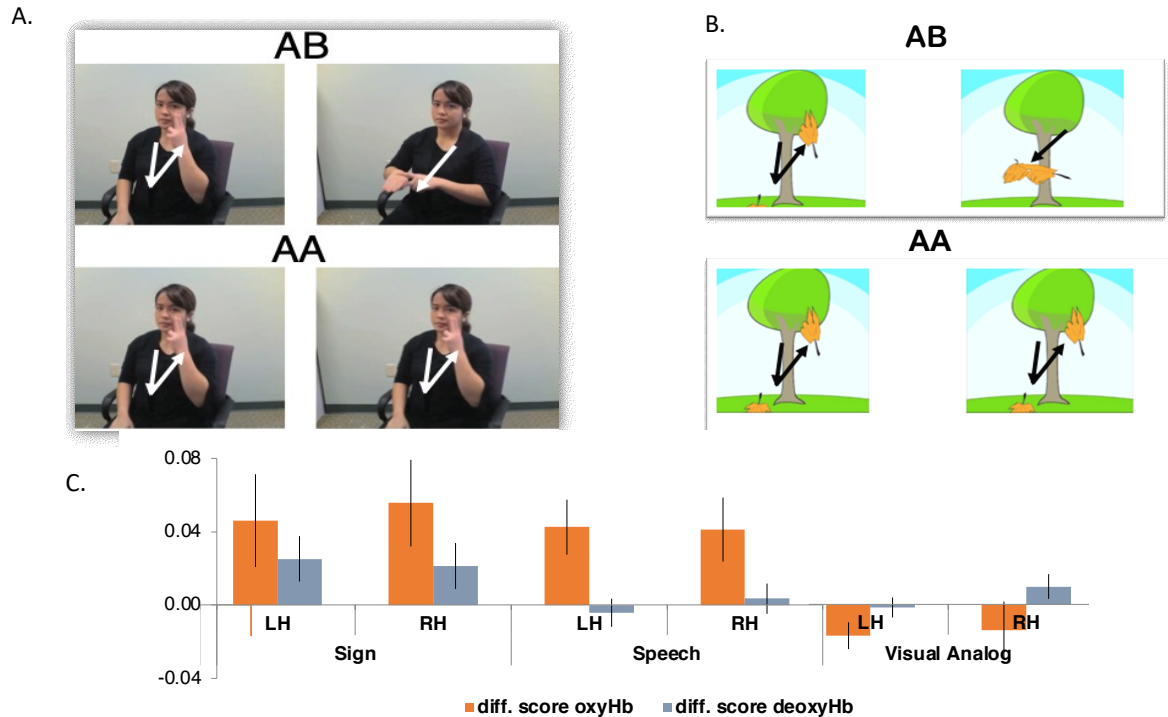 A.
AB
AA
B.
AB
AA
C.
0.08
0.04
0.00
-0.04
LH RH LH RH LH RH
Sign Speech Visual Analog
diff. score oxyHb diff. score deoxyHb